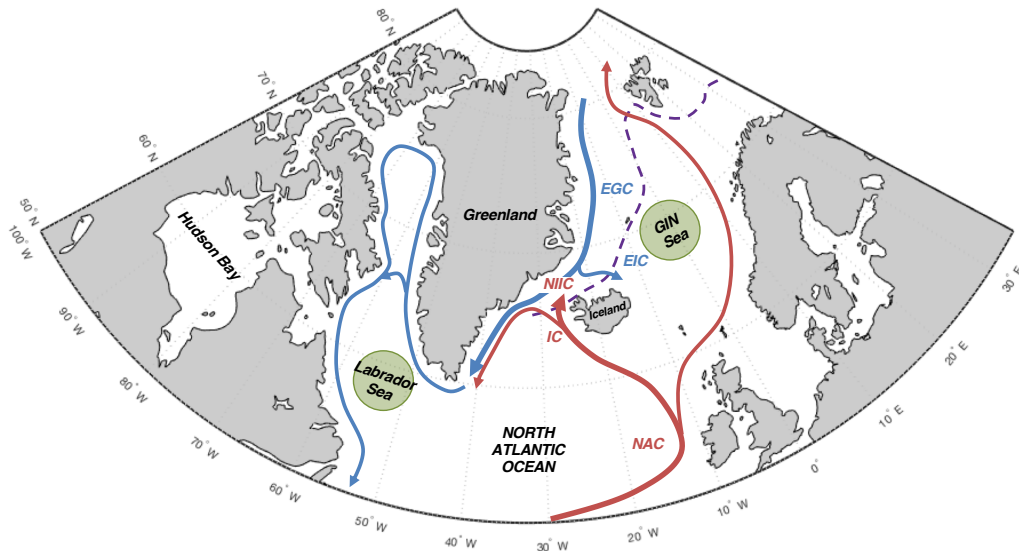 80° N
70° N
60° N
50° N
100° W
90° W
80° W
70° W
60° W
50° W
40° W
30° W
20° W
10° W
0°
10° E
20° E
30° E
Hudson Bay
Greenland
EGC
GIN
Sea
EIC
NIIC
Iceland
IC
Labrador
Sea
NORTH
ATLANTIC
OCEAN
NAC